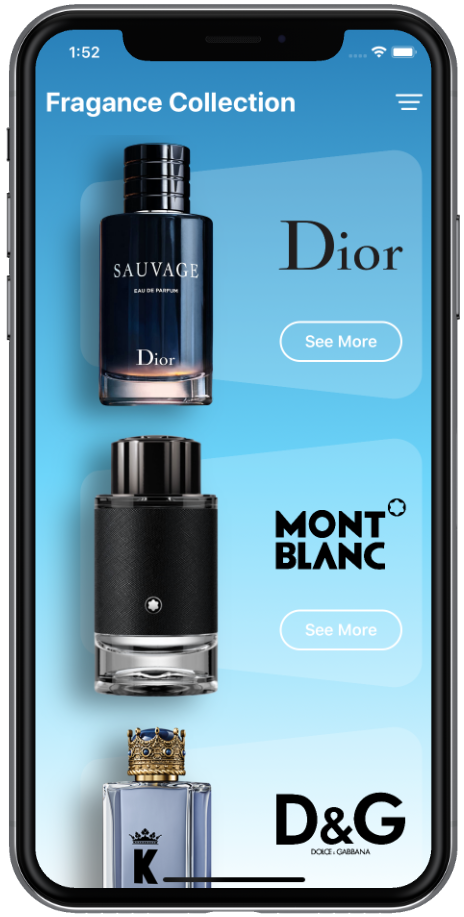 1:52
Fragance Collection
SAUVAGE
EAU DE PARFUM
Dior
Dior
See More
MONT
BLANC
See More
K
D&G
DOLCE & GABBANA